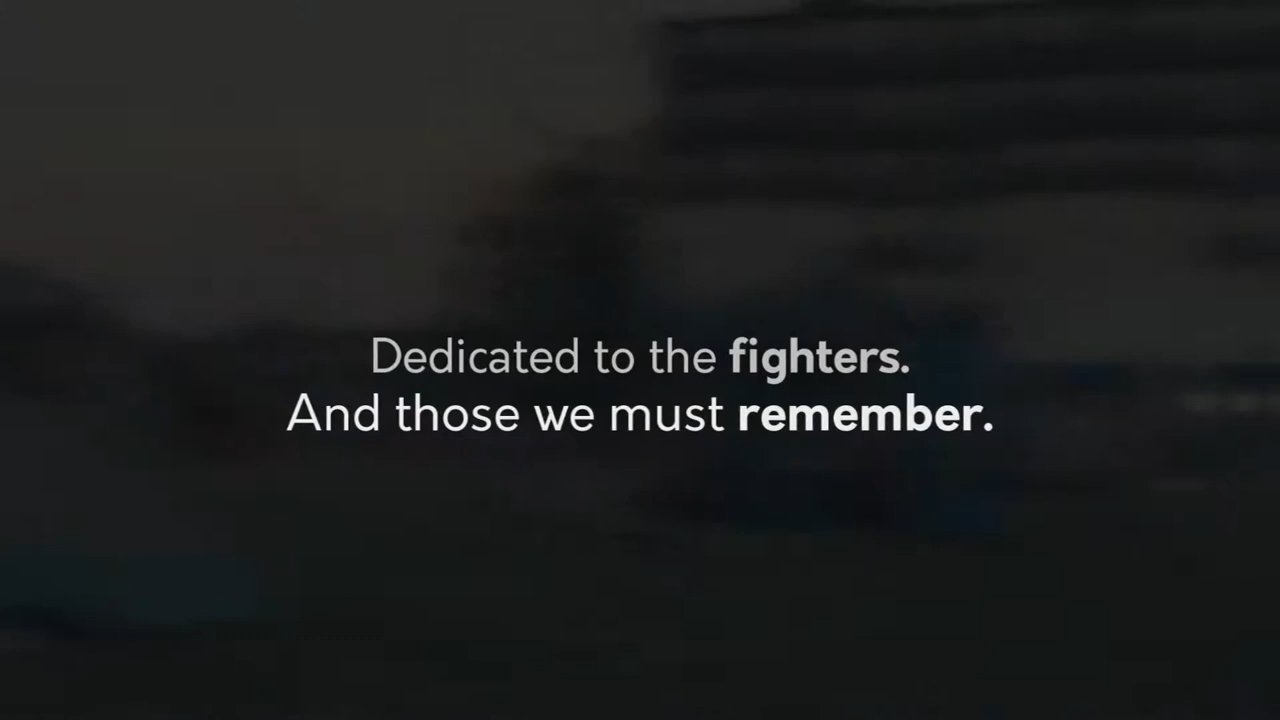 Dedicated to the fighters.
And those we must remember.